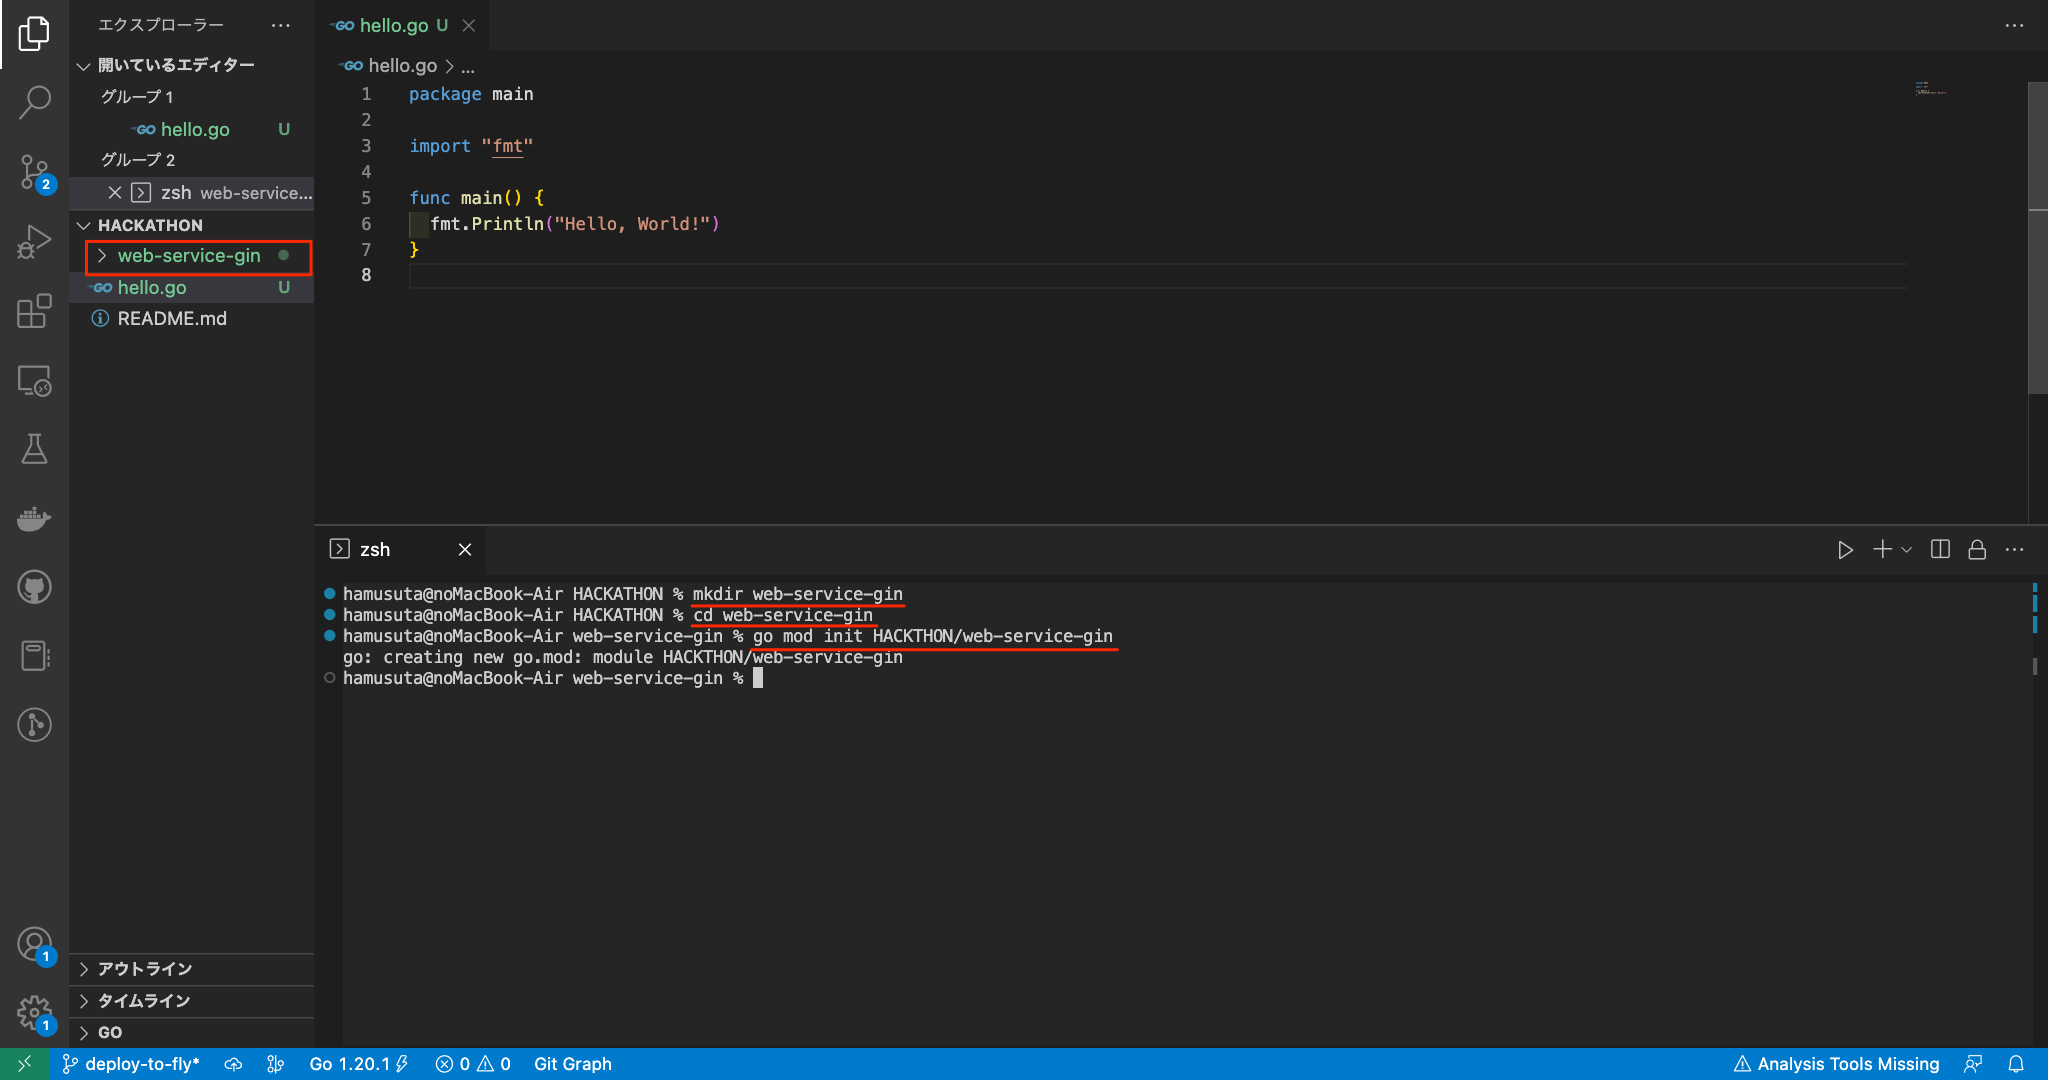 エクスプローラー
開いているエディター
グループ 1
GO hello.go U
グループ 2
zsh web-service...
HACKATHON
web-service-gin
GO hello.go U
README.md
アウトライン
タイムライン
GO
2
1
1
GO hello.go U
GO hello.go > ...
1 package main
2
3 import "fmt"
4
5 func main() {
6 fmt.Println("Hello, World!")
7 }
8
zsh
hamusuta@noMacBook-Air HACKATHON % mkdir web-service-gin
hamusuta@noMacBook-Air HACKATHON % cd web-service-gin
hamusuta@noMacBook-Air web-service-gin % go mod init HACKTHON/web-service-gin
go: creating new go.mod: module HACKTHON/web-service-gin
hamusuta@noMacBook-Air web-service-gin %
deploy-to-fly* Go 1.20.1 0 0 Git Graph Analysis Tools Missing